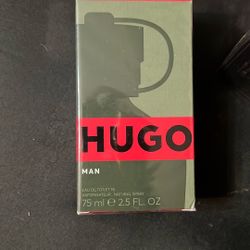 HUGO
MAN
EAU DE TOILETTE
VAPORISATEUR NATURAL SPRAY
75 ml ℮ 2.5 FL. OZ